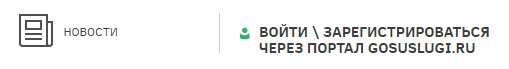 НОВОСТИ
ВОЙТИ \ ЗАРЕГИСТРИРОВАТЬСЯ
ЧЕРЕЗ ПОРТАЛ GOSUSLUGI.RU